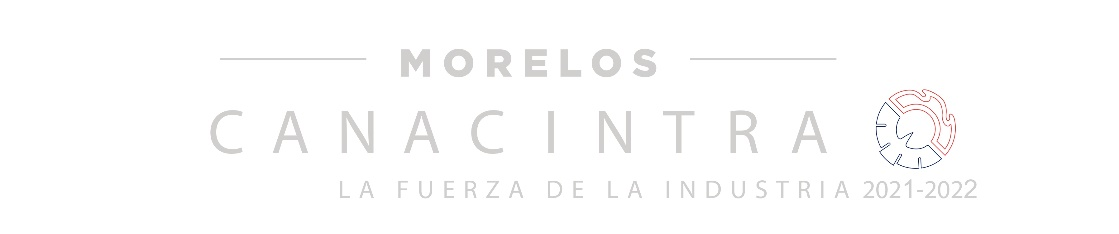 MORELOS
CANACINTRA
LA FUERZA DE LA INDUSTRIA 2021-2022